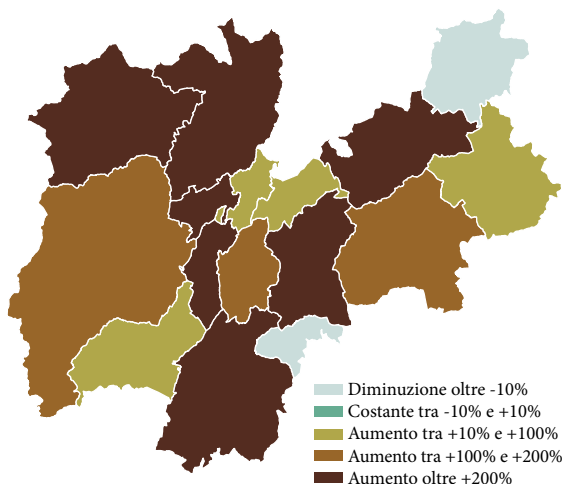 Diminuzione oltre -10%
Costante tra -10% e +10%
Aumento tra +10% e +100%
Aumento tra +100% e +200%
Aumento oltre +200%